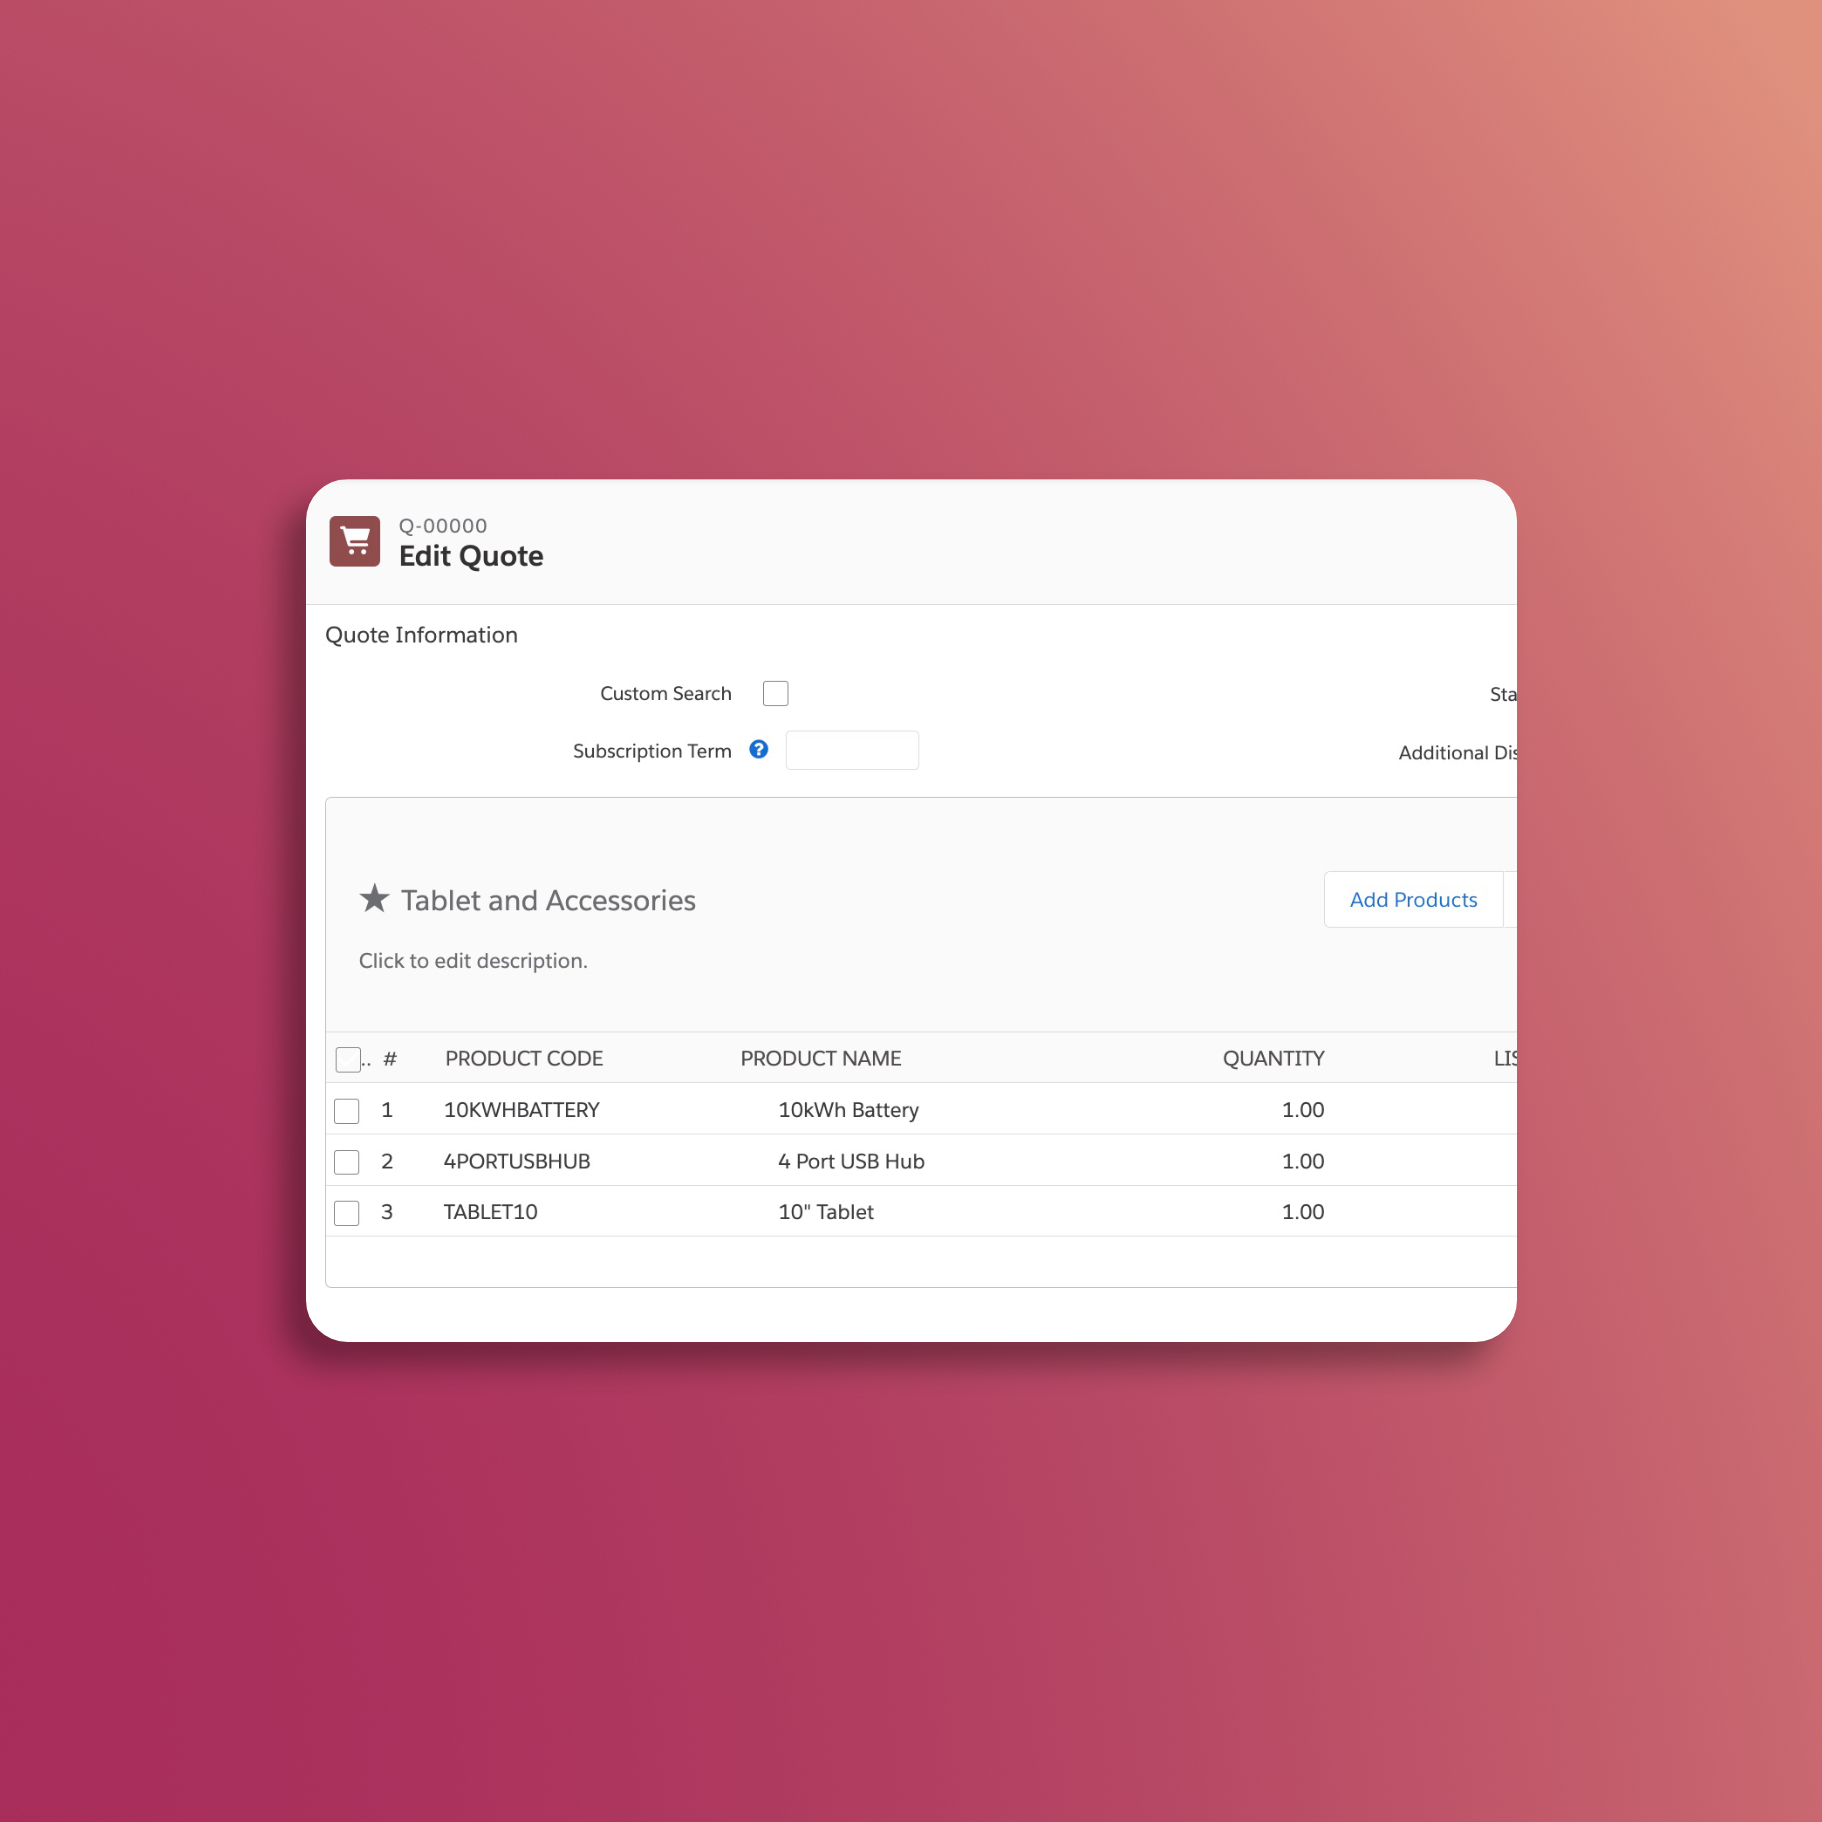 Q-00000
Edit Quote
Quote Information
Custom Search
Sta
Subscription Term ?
Additional Dis
★ Tablet and Accessories
Add Products
Click to edit description.
.. # PRODUCT CODE PRODUCT NAME QUANTITY LIS
1 10KWHBATTERY 10kWh Battery 1.00
2 4PORTUSBHUB 4 Port USB Hub 1.00
3 TABLET10 10" Tablet 1.00